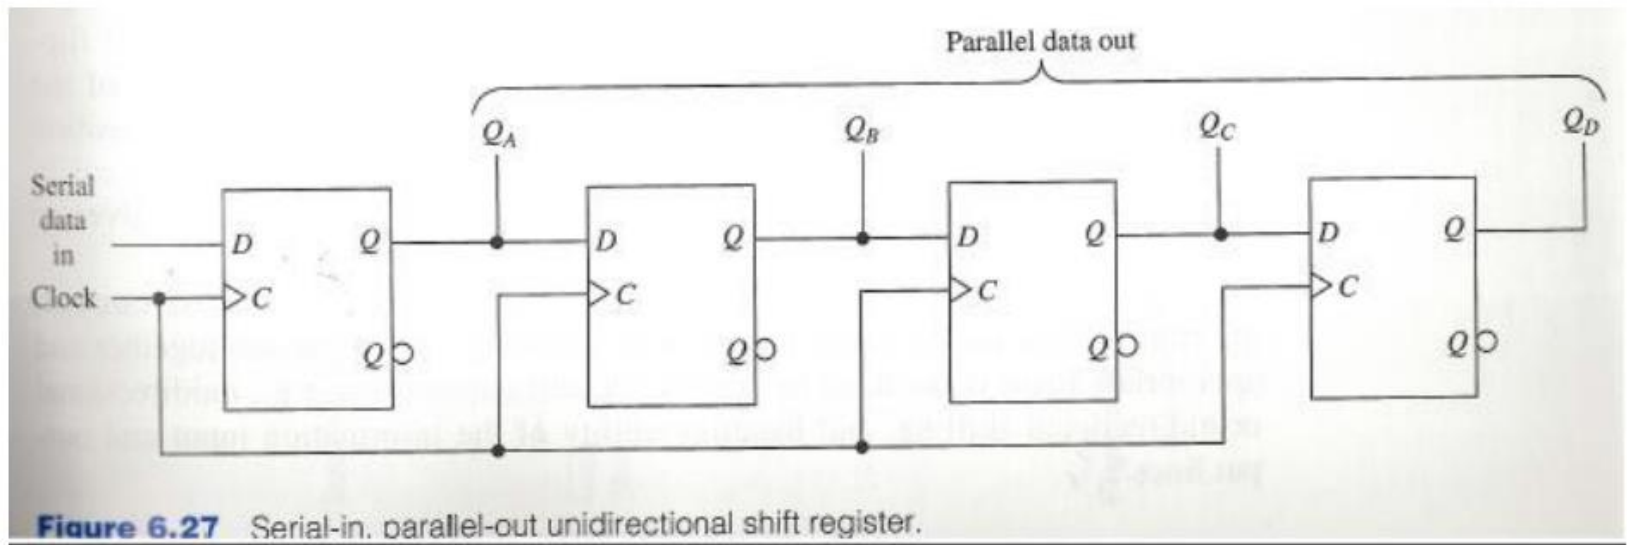 Parallel data out
QA
QB
QC
QD
Serial
data
in
Clock
D
Q
C
Q
D
Q
C
Q
D
Q
C
Q
D
Q
C
Q
Figure 6.27 Serial-in, parallel-out unidirectional shift register.